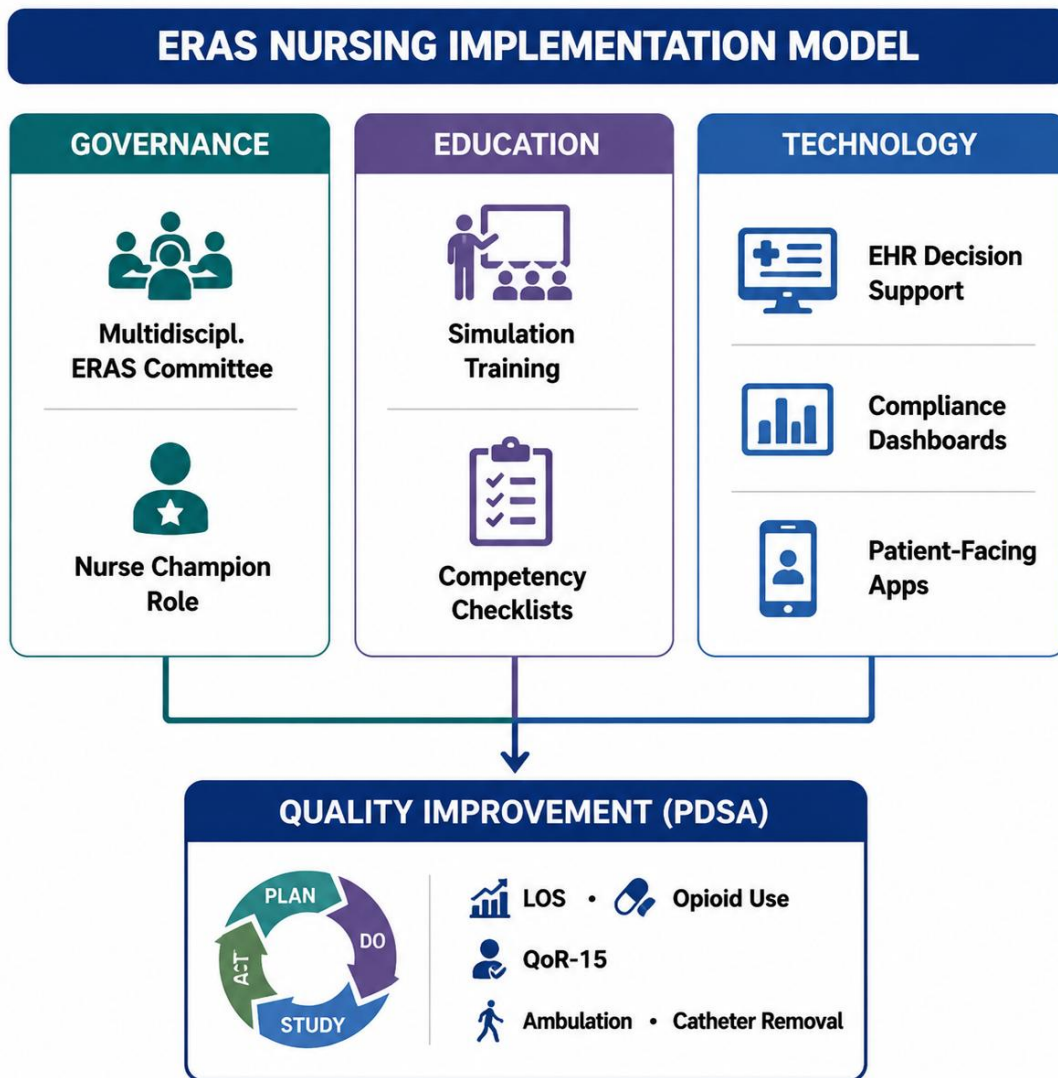 ERAS NURSING IMPLEMENTATION MODEL
GOVERNANCE
Multidiscipl.
ERAS Committee
Nurse Champion
Role
EDUCATION
Simulation
Training
Competency
Checklists
TECHNOLOGY
EHR Decision
Support
Compliance
Dashboards
Patient-Facing
Apps
QUALITY IMPROVEMENT (PDSA)
PLAN
DO
STUDY
ACT
LOS • Opioid Use
QoR-15
Ambulation • Catheter Removal